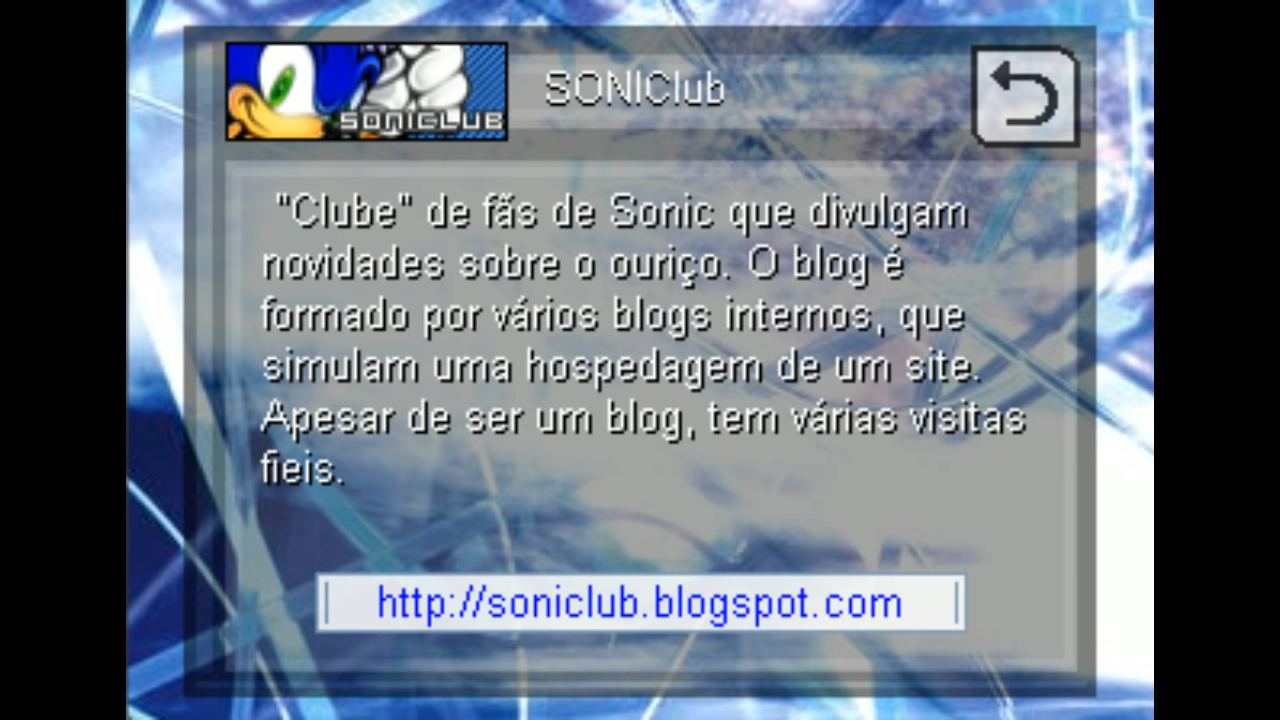 SONICLUB
SONIClub
"Clube" de fãs de Sonic que divulgam
novidades sobre o ouriço. O blog é
formado por vários blogs internos, que
simulam uma hospedagem de um site.
Apesar de ser um blog, tem várias visitas
fieis.
http://soniclub.blogspot.com